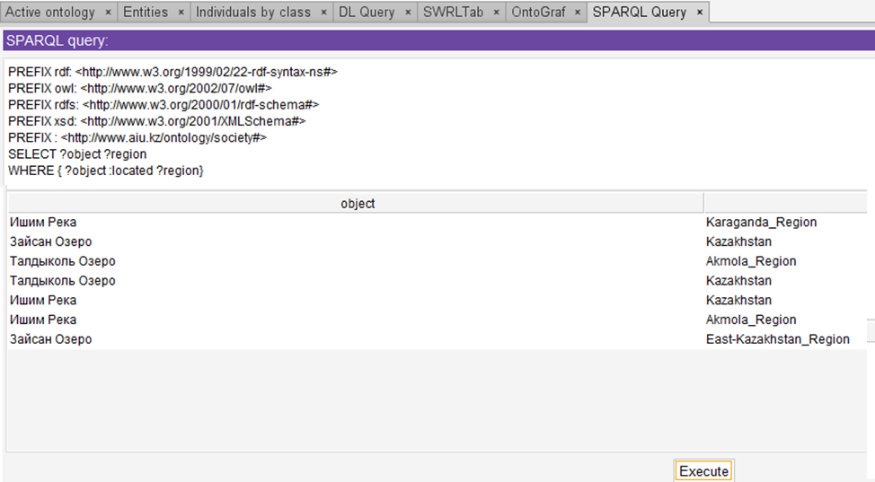 Active ontology × Entities × Individuals by class × DL Query × SWRLTab × OntoGraf × SPARQL Query ×
SPARQL query:
PREFIX rdf: <http://www.w3.org/1999/02/22-rdf-syntax-ns#>
PREFIX owl: <http://www.w3.org/2002/07/owl#>
PREFIX rdfs: <http://www.w3.org/2000/01/rdf-schema#>
PREFIX xsd: <http://www.w3.org/2001/XMLSchema#>
PREFIX : <http://www.aiu.kz/ontology/society#>
SELECT ?object ?region
WHERE { ?object :located ?region}
object
Ишим Река Karaganda_Region
Зайсан Озеро Kazakhstan
Талдыколь Озеро Akmola_Region
Талдыколь Озеро Kazakhstan
Ишим Река Kazakhstan
Ишим Река Akmola_Region
Зайсан Озеро East-Kazakhstan_Region
Execute